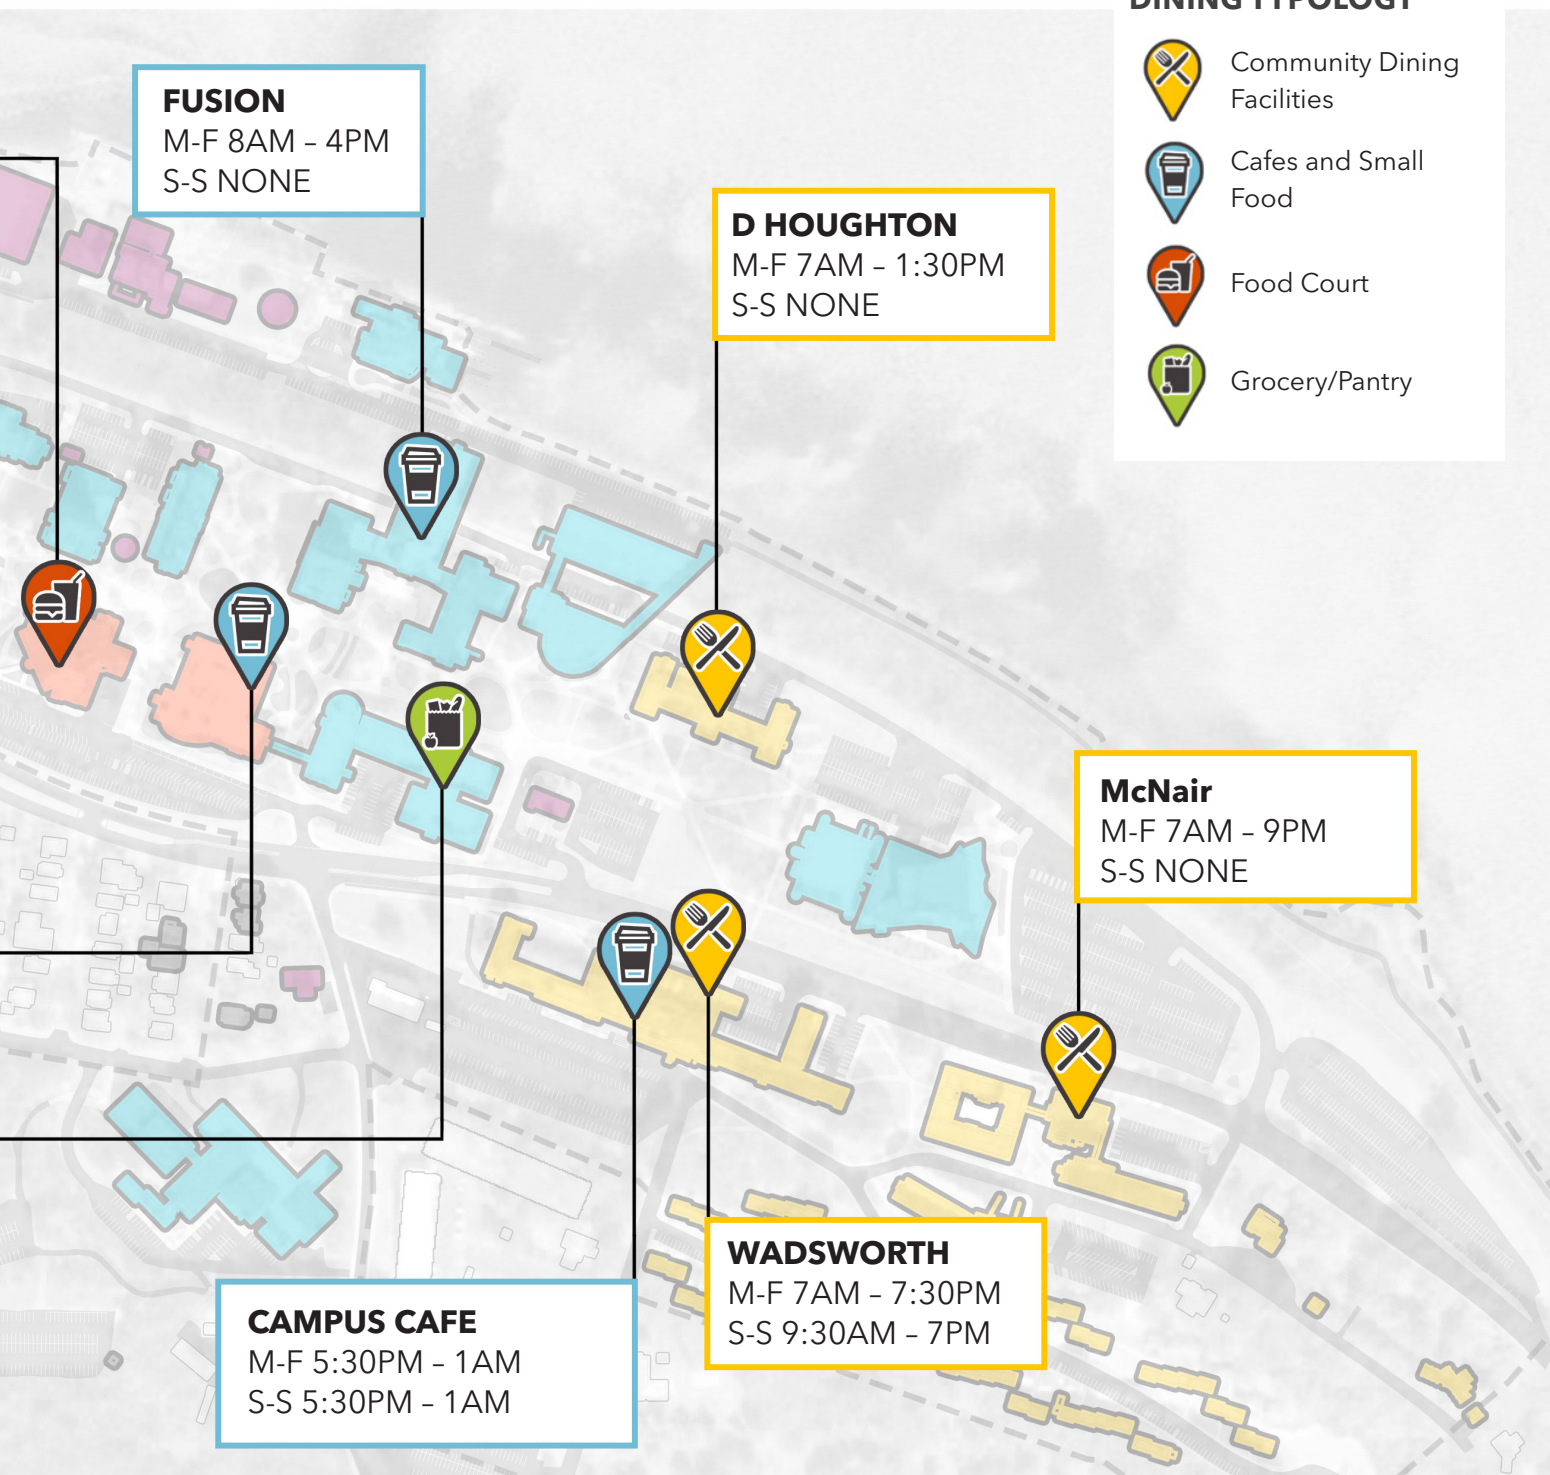 DINING TYPOLOGY
Community Dining
Facilities
Cafes and Small
Food
Food Court
Grocery/Pantry
FUSION
M-F 8AM – 4PM
S-S NONE
D HOUGHTON
M-F 7AM – 1:30PM
S-S NONE
McNair
M-F 7AM – 9PM
S-S NONE
WADSWORTH
M-F 7AM – 7:30PM
S-S 9:30AM – 7PM
CAMPUS CAFE
M-F 5:30PM – 1AM
S-S 5:30PM – 1AM